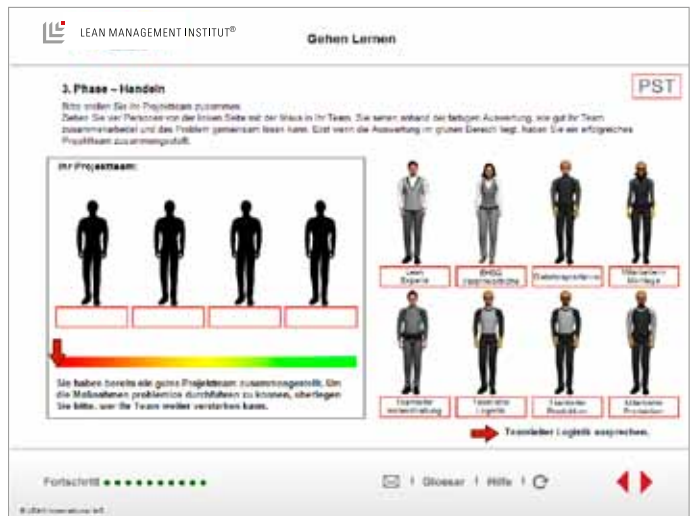 LEAN MANAGEMENT INSTITUT®
Gehen Lernen
PST
3. Phase – Handeln
Bitte stellen Sie Ihr Projektteam zusammen.
Ziehen Sie vier Personen von der linken Seite mit der Maus in Ihr Team. Sie sehen anhand der farbigen Auswertung, wie gut Ihr Team
zusammenarbeitet und das Problem gemeinsam lösen kann. Erst wenn die Auswertung im grünen Bereich liegt, haben Sie ein erfolgreiches
Projektteam zusammengestellt.
Ihr Projektteam:
Lean
Experte
Mitarbeiterin
Montage
Teamleiter
Instandhaltung
Teamleiter
Logistik
Teamleiter
Produktion
Mitarbeiter
Produktion
Sie haben bereits ein gutes Projektteam zusammengestellt. Um
die Maßnahmen problemlos durchführen zu können, überlegen
Sie bitte, wer Ihr Team weiter verstärken kann.
Teamleiter Logistik ansprechen.
Fortschritt
| Glossar | Hilfe |